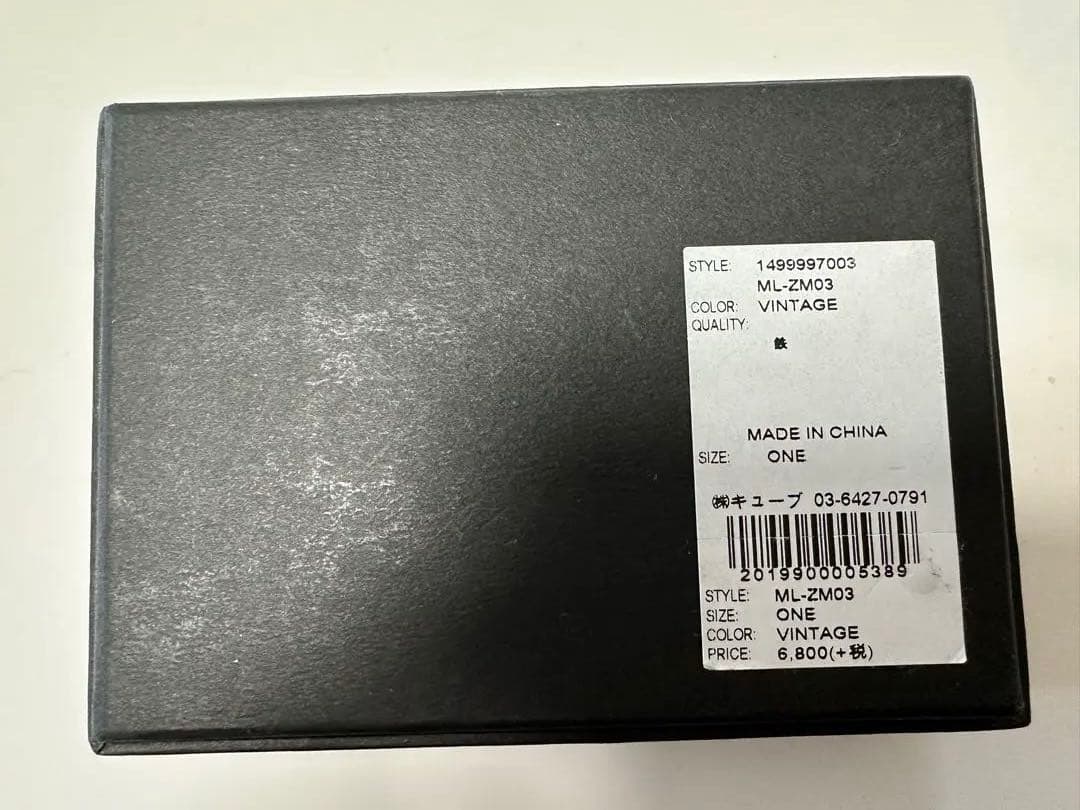 STYLE: 1499997003
ML-ZM03
COLOR: VINTAGE
QUALITY:
鉄
MADE IN CHINA
SIZE: ONE
㈱キューブ 03-6427-0791
2019900005389
STYLE: ML-ZM03
SIZE: ONE
COLOR: VINTAGE
PRICE: 6,800(+税)